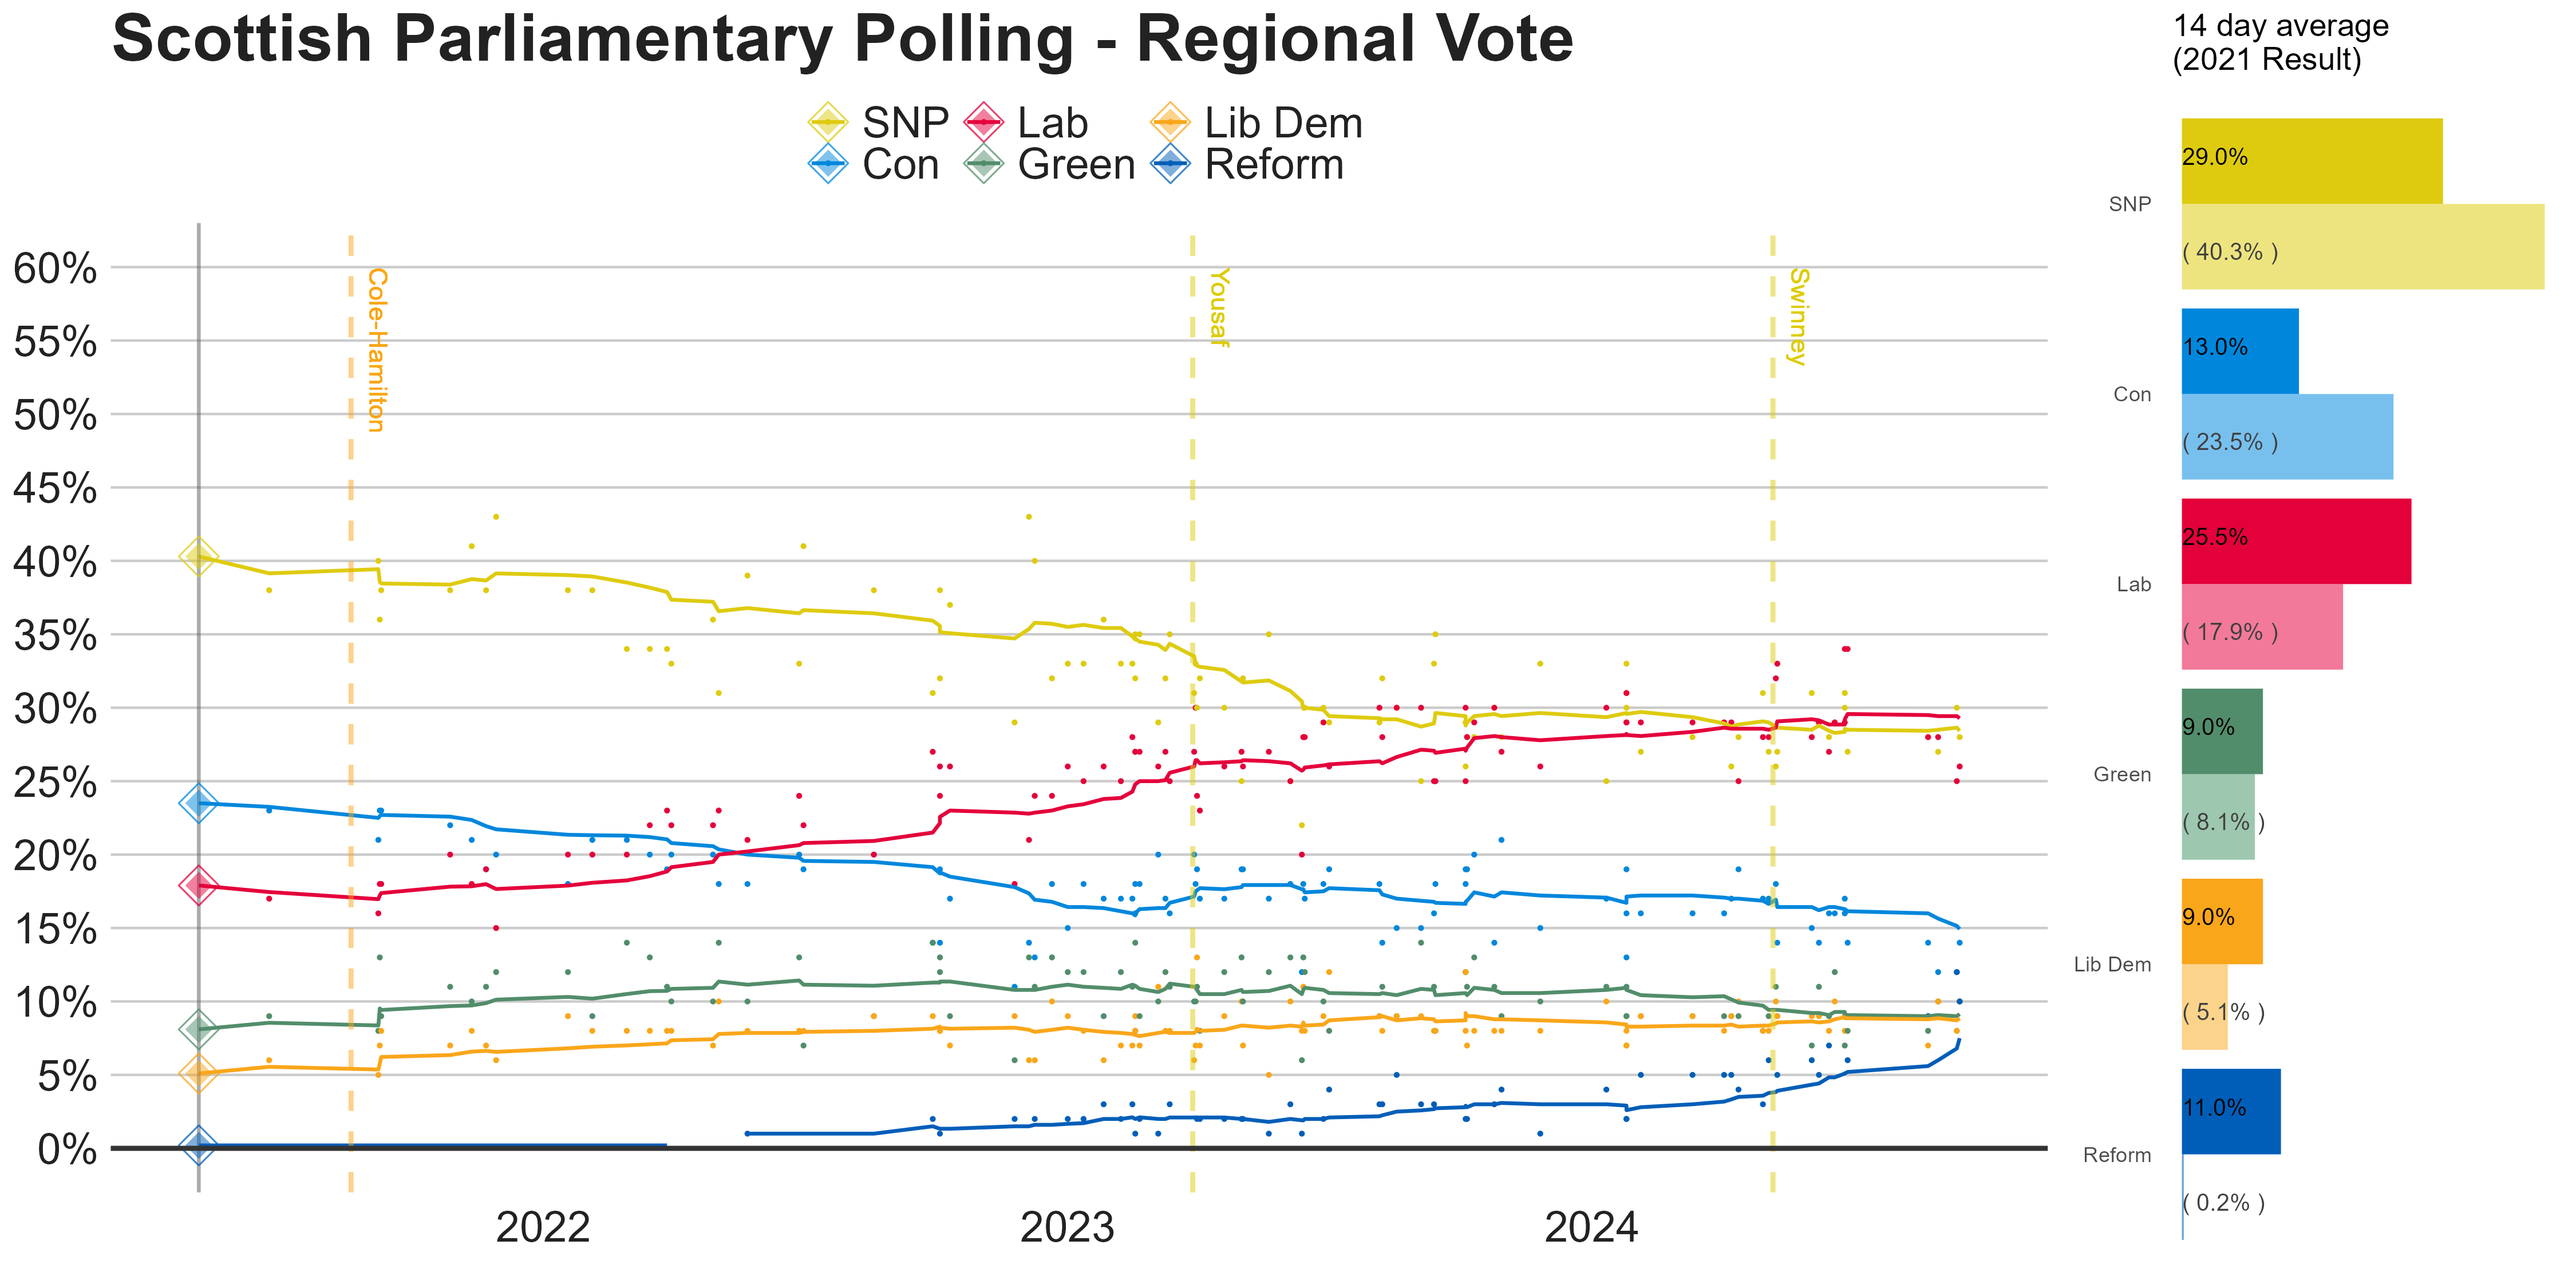 Scottish Parliamentary Polling - Regional Vote
14 day average
(2021 Result)
SNP Lab Lib Dem
Con Green Reform
60%
55%
50%
45%
40%
35%
30%
25%
20%
15%
10%
5%
0%
Cole-Hamilton
Yousaf
Swinney
2022 2023 2024
SNP
29.0%
( 40.3% )
Con
13.0%
( 23.5% )
Lab
25.5%
( 17.9% )
Green
9.0%
( 8.1% )
Lib Dem
9.0%
( 5.1% )
Reform
11.0%
( 0.2% )